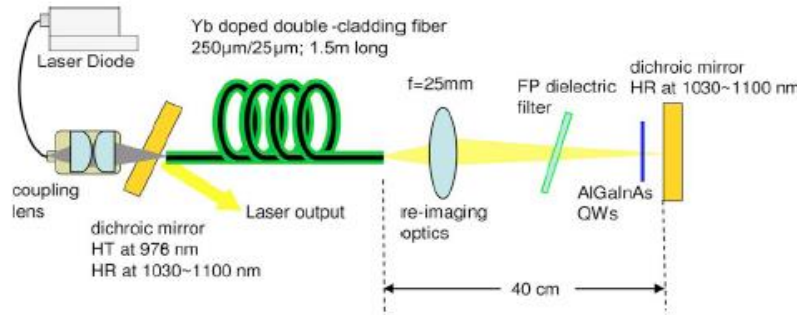 Yb doped double -cladding fiber
250μm/25μm; 1.5m long
Laser Diode
f=25mm
FP dielectric
filter
dichroic mirror
HR at 1030~1100 nm
coupling
lens
Laser output
re-imaging
optics
AlGaInAs
QWs
dichroic mirror
HT at 976 nm
HR at 1030~1100 nm
40 cm